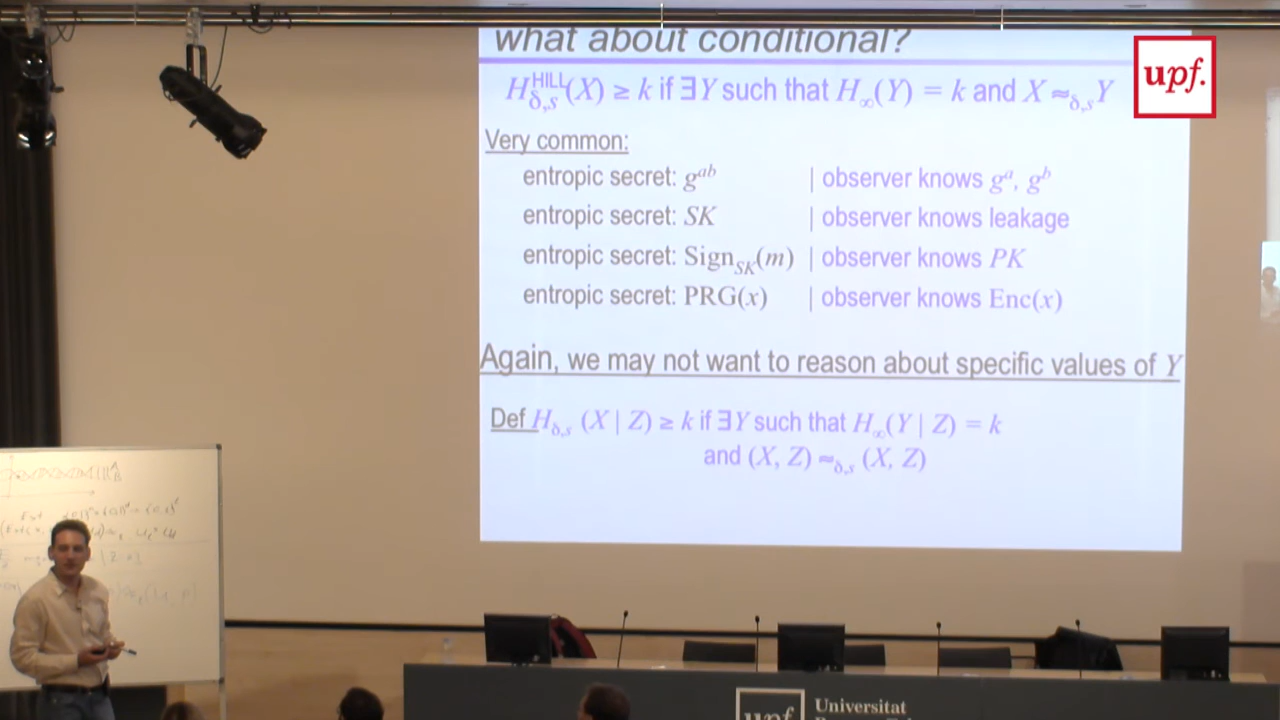 what about conditional?
H^HILL_δ,s(X) ≥ k if ∃Y such that H_∞(Y) = k and X ≈_δ,s Y
upf.
Very common:
entropic secret: g^ab | observer knows g^a, g^b
entropic secret: SK | observer knows leakage
entropic secret: Sign_SK(m) | observer knows PK
entropic secret: PRG(x) | observer knows Enc(x)
Again, we may not want to reason about specific values of Y
Def H_δ,s (X | Z) ≥ k if ∃Y such that H_∞(Y | Z) = k
and (X, Z) ≈_δ,s (X, Z)
upf
Universitat